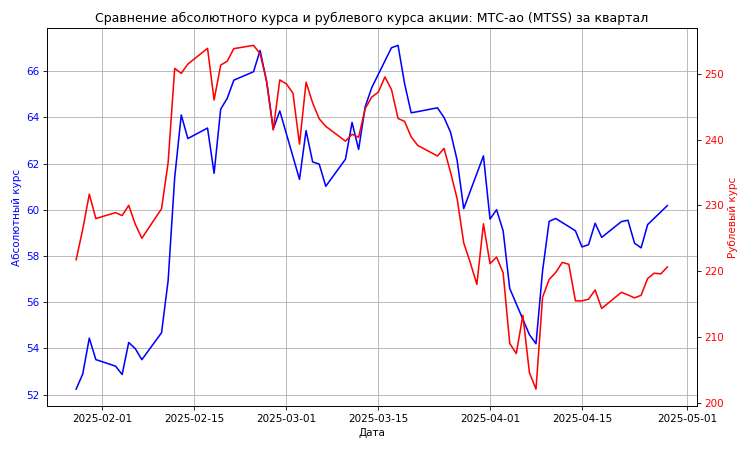 Сравнение абсолютного курса и рублевого курса акции: МТС-ао (MTSS) за квартал
Абсолютный курс
66
64
62
60
58
56
54
52
250
240
230
220
210
200
Рублевый курс
2025-02-01 2025-02-15 2025-03-01 2025-03-15 2025-04-01 2025-04-15 2025-05-01
Дата